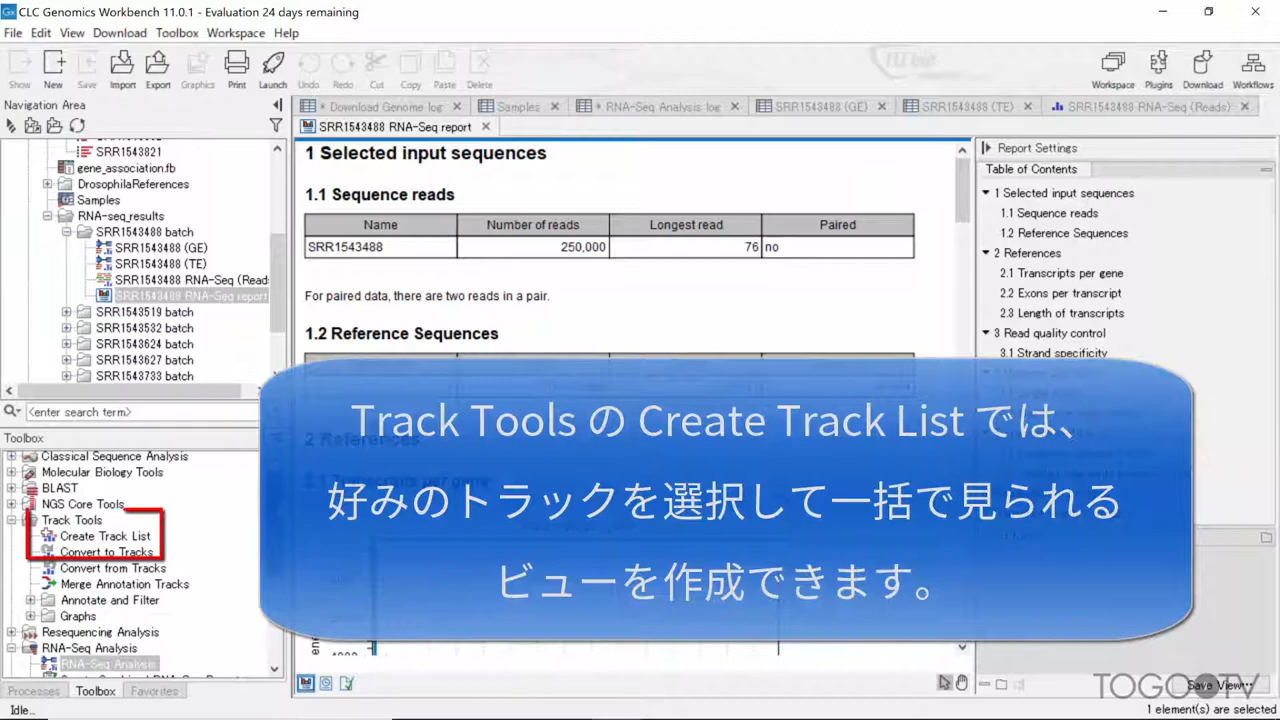 CLC Genomics Workbench 11.0.1 - Evaluation 24 days remaining
File Edit View Download Toolbox Workspace Help
Show New Save Import Export Graphics Print Launch Undo Redo Cut Copy Paste Delete Workspace Plugins Download Workflows
Navigation Area
* Download Genome log
Samples
* RNA-Seq Analysis log
SRR1543488 (GE)
SRR1543488 (TE)
SRR1543488 RNA-Seq (Reads)
SRR1543488 RNA-Seq report
SRR1543821
gene_association.fb
DrosophilaReferences
Samples
RNA-seq_results
SRR1543488 batch
SRR1543488 (GE)
SRR1543488 (TE)
SRR1543488 RNA-Seq (Reads
SRR1543488 RNA-Seq report
SRR1543519 batch
SRR1543532 batch
SRR1543624 batch
SRR1543627 batch
SRR1543733 batch
<enter search term>
Toolbox
Classical Sequence Analysis
Molecular Biology Tools
BLAST
NGS Core Tools
Track Tools
Create Track List
Convert to Tracks
Convert from Tracks
Merge Annotation Tracks
Annotate and Filter
Graphs
Resequencing Analysis
RNA-Seq Analysis
RNA-Seq Analysis
Processes Toolbox Favorites
Idle...
1 Selected input sequences
1.1 Sequence reads
Name Number of reads Longest read Paired
SRR1543488 250,000 76 no
For paired data, there are two reads in a pair.
1.2 Reference Sequences
2 References
Track Tools の Create Track List では、
好みのトラックを選択して一括で見られる
ビューを作成できます。
Report Settings
Table of Contents
1 Selected input sequences
1.1 Sequence reads
1.2 Reference Sequences
2 References
2.1 Transcripts per gene
2.2 Exons per transcript
2.3 Length of transcripts
3 Read quality control
3.1 Strand specificity
TOGOTV
Save View...
1 element(s) are selected